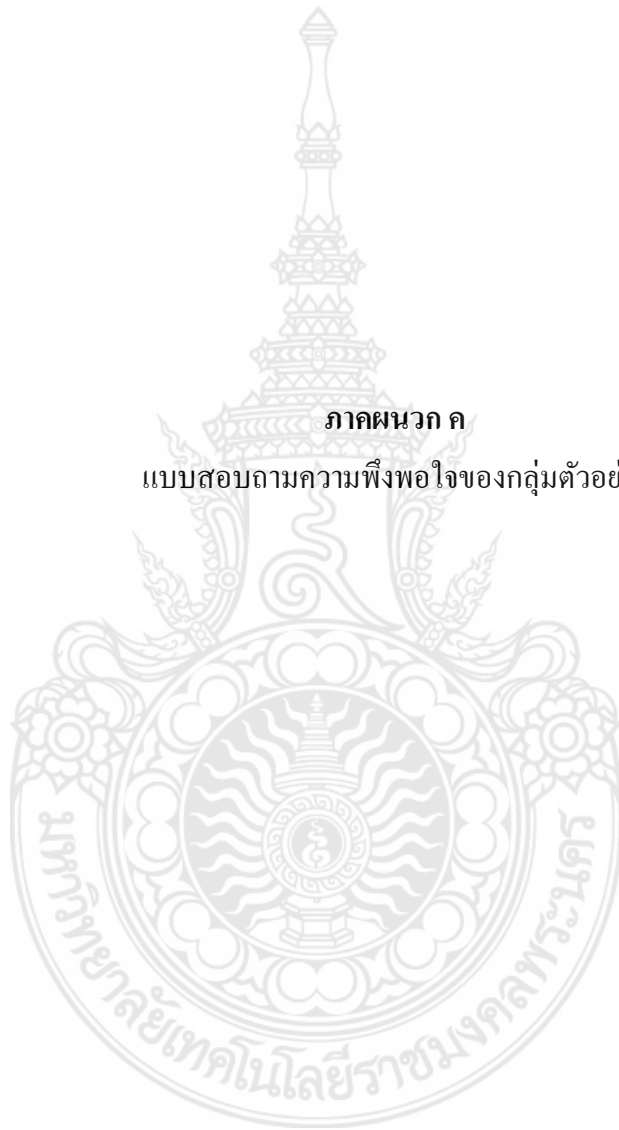 ภาคผนวก ค
แบบสอบถามความพึงพอใจของกลุ่มตัวอย่
มหาวิทยาลัยเทคโนโลยีราชมงคลพระนคร